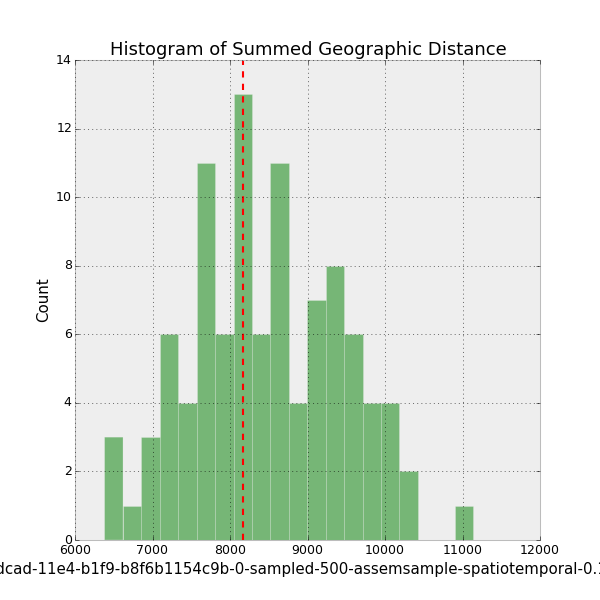 Histogram of Summed Geographic Distance
14
12
10
8
6
4
2
0
Count
6000 7000 8000 9000 10000 11000 12000
dcad-11e4-b1f9-b8f6b1154c9b-0-sampled-500-assemsample-spatiotemporal-0.1